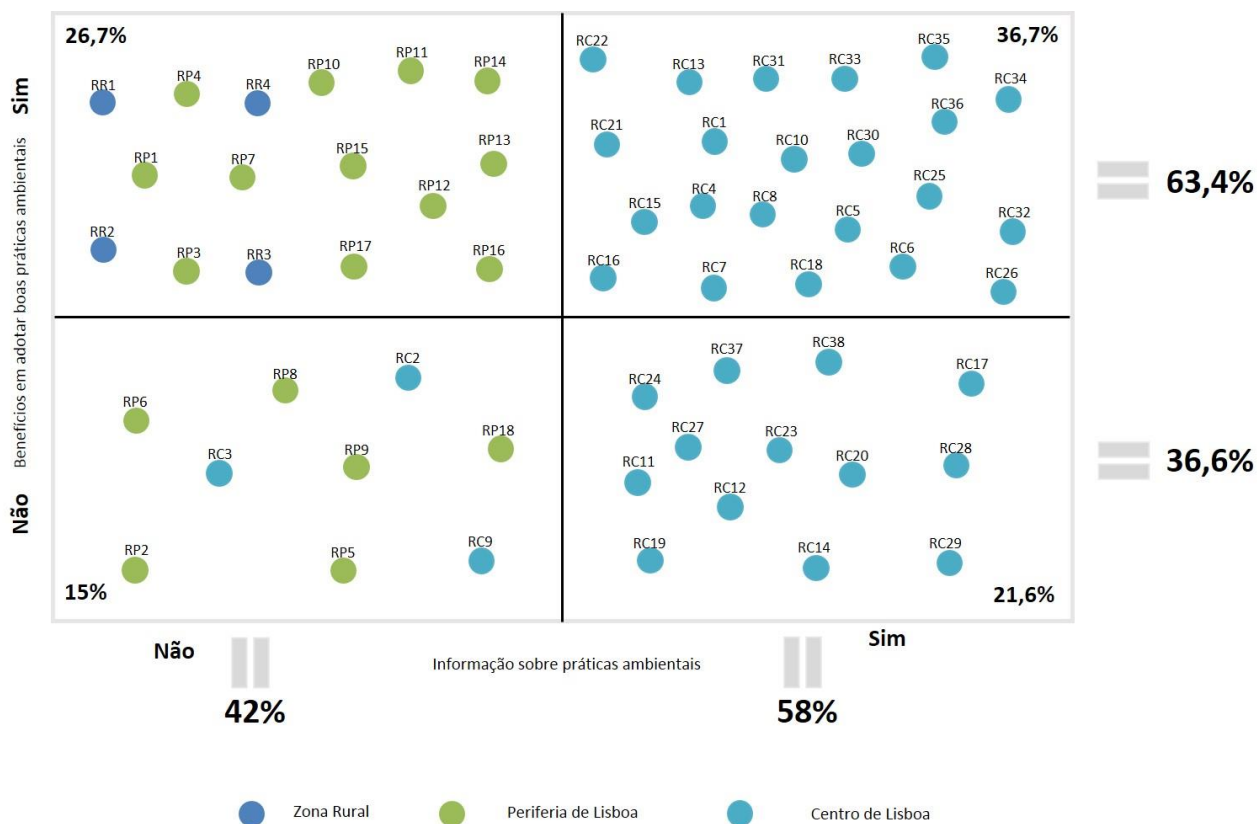 26,7%
36,7%
RP11
RP14
RP10
RP4
RR4
RR1
RP15
RP13
RP1
RP7
RP12
RR2
RP3
RR3
RP17
RP16
RC22
RC13
RC31
RC33
RC35
RC34
RC36
RC21
RC1
RC10
RC30
RC25
RC15
RC4
RC8
RC5
RC32
RC16
RC7
RC18
RC6
RC26
63,4%
Sim
Benefícios em adotar boas práticas ambientais
Não
RC2
RP8
RP6
RC3
RP9
RP18
RP2
RP5
RC9
15%
RC37
RC38
RC17
RC24
RC27
RC23
RC28
RC11
RC20
RC12
RC19
RC14
RC29
21,6%
36,6%
Não
Informação sobre práticas ambientais
Sim
42%
58%
Zona Rural
Periferia de Lisboa
Centro de Lisboa